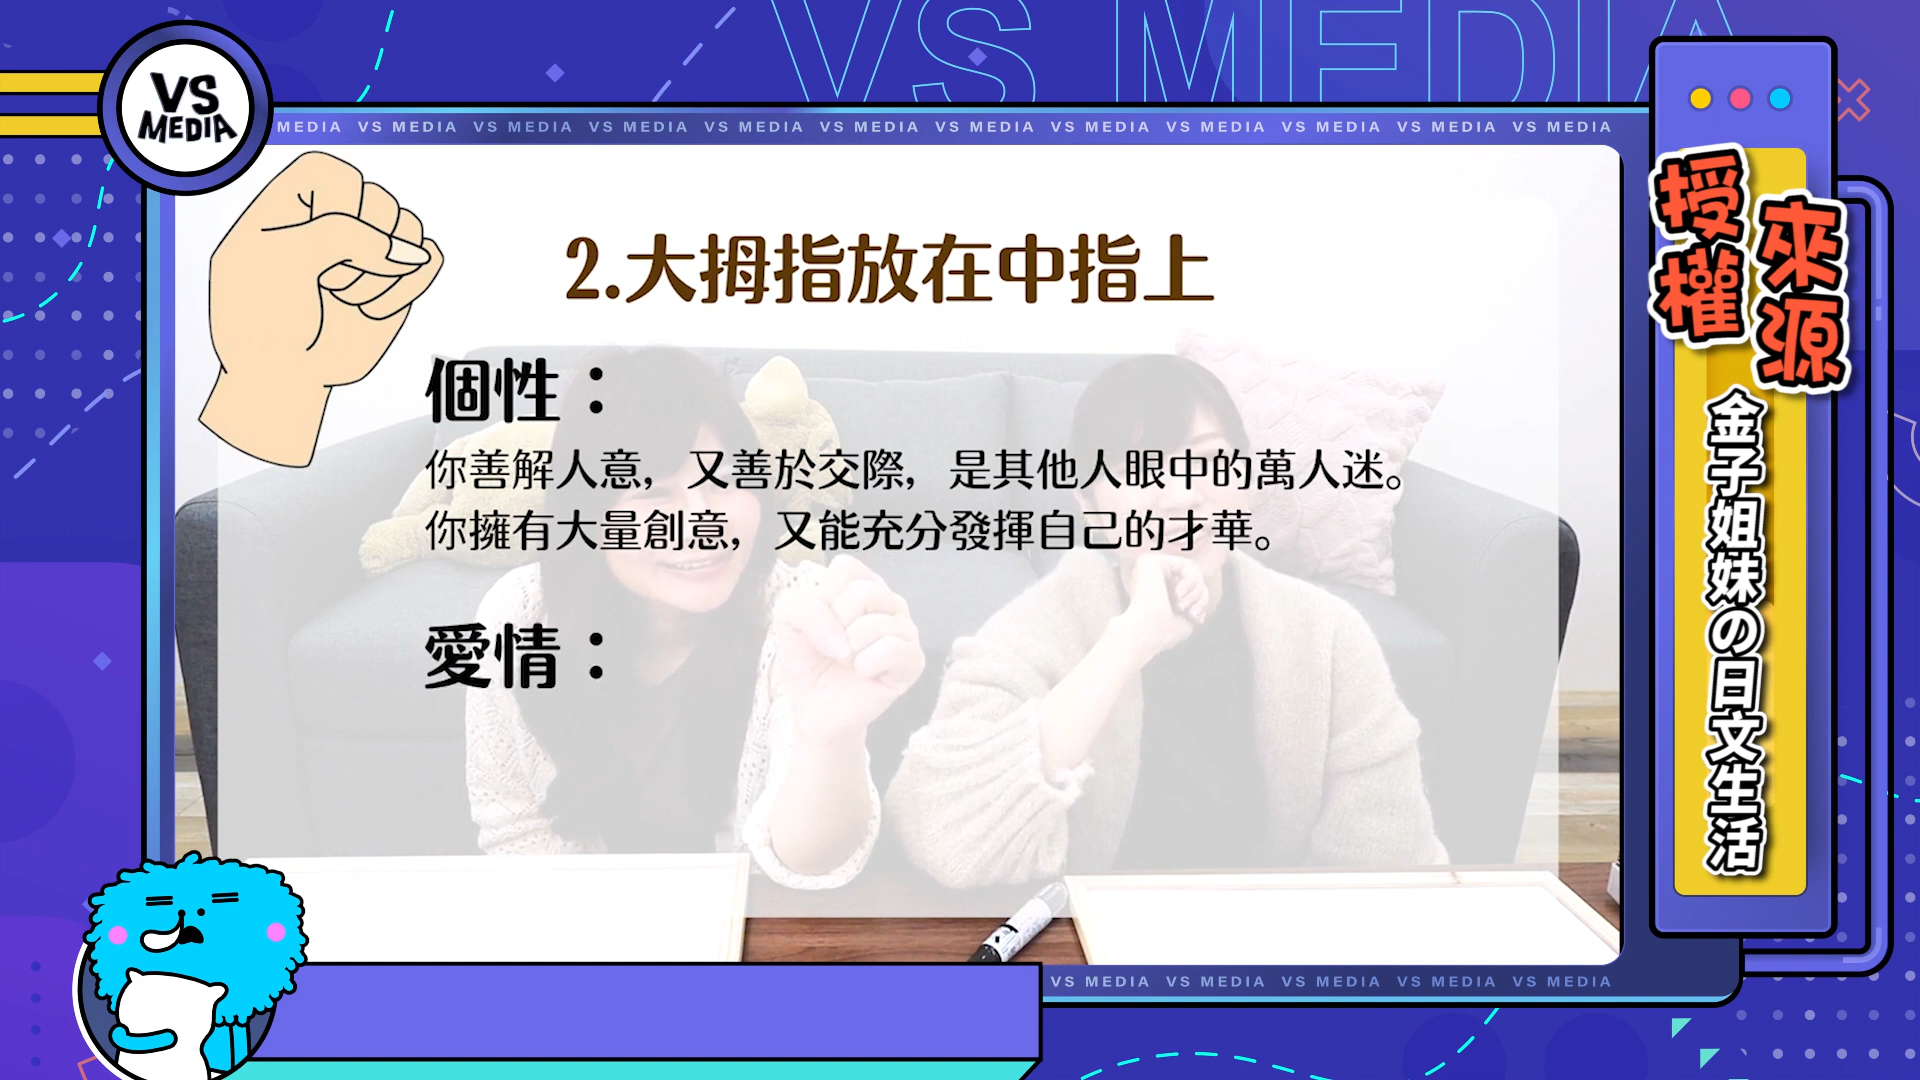 VS MEDIA
VS
MEDIA
MEDIA VS MEDIA VS MEDIA VS MEDIA VS MEDIA VS MEDIA VS MEDIA VS MEDIA VS MEDIA VS MEDIA VS MEDIA VS MEDIA
2.大拇指放在中指上
個性：
你善解人意，又善於交際，是其他人眼中的萬人迷。
你擁有大量創意，又能充分發揮自己的才華。
愛情：
授權
來源
金子姐妹の日文生活
VS MEDIA VS MEDIA VS MEDIA VS MEDIA VS MEDIA